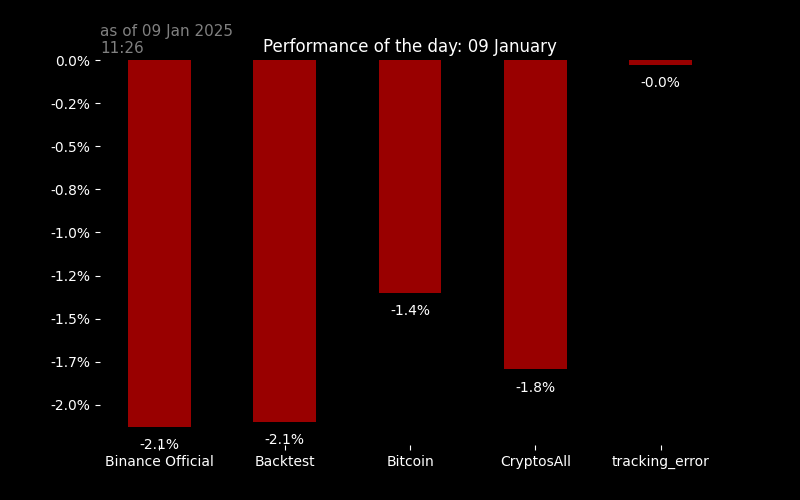 as of 09 Jan 2025
11:26
Performance of the day: 09 January
0.0%
-0.2%
-0.5%
-0.8%
-1.0%
-1.2%
-1.5%
-1.7%
-2.0%
-2.1%
-2.1%
-1.4%
-1.8%
-0.0%
Binance Official
Backtest
Bitcoin
CryptosAll
tracking_error